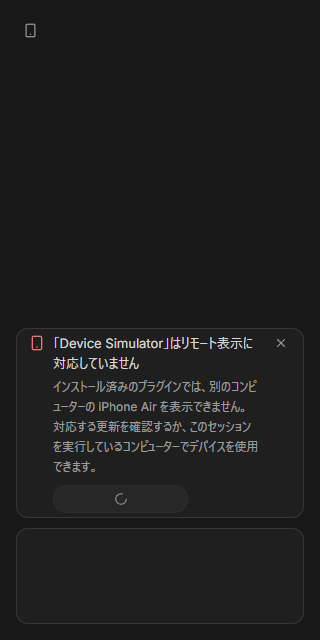 「Device Simulator」はリモート表示に
対応していません
インストール済みのプラグインでは、別のコンピ
ューターの iPhone Air を表示できません。
対応する更新を確認するか、このセッション
を実行しているコンピューターでデバイスを使用
できます。